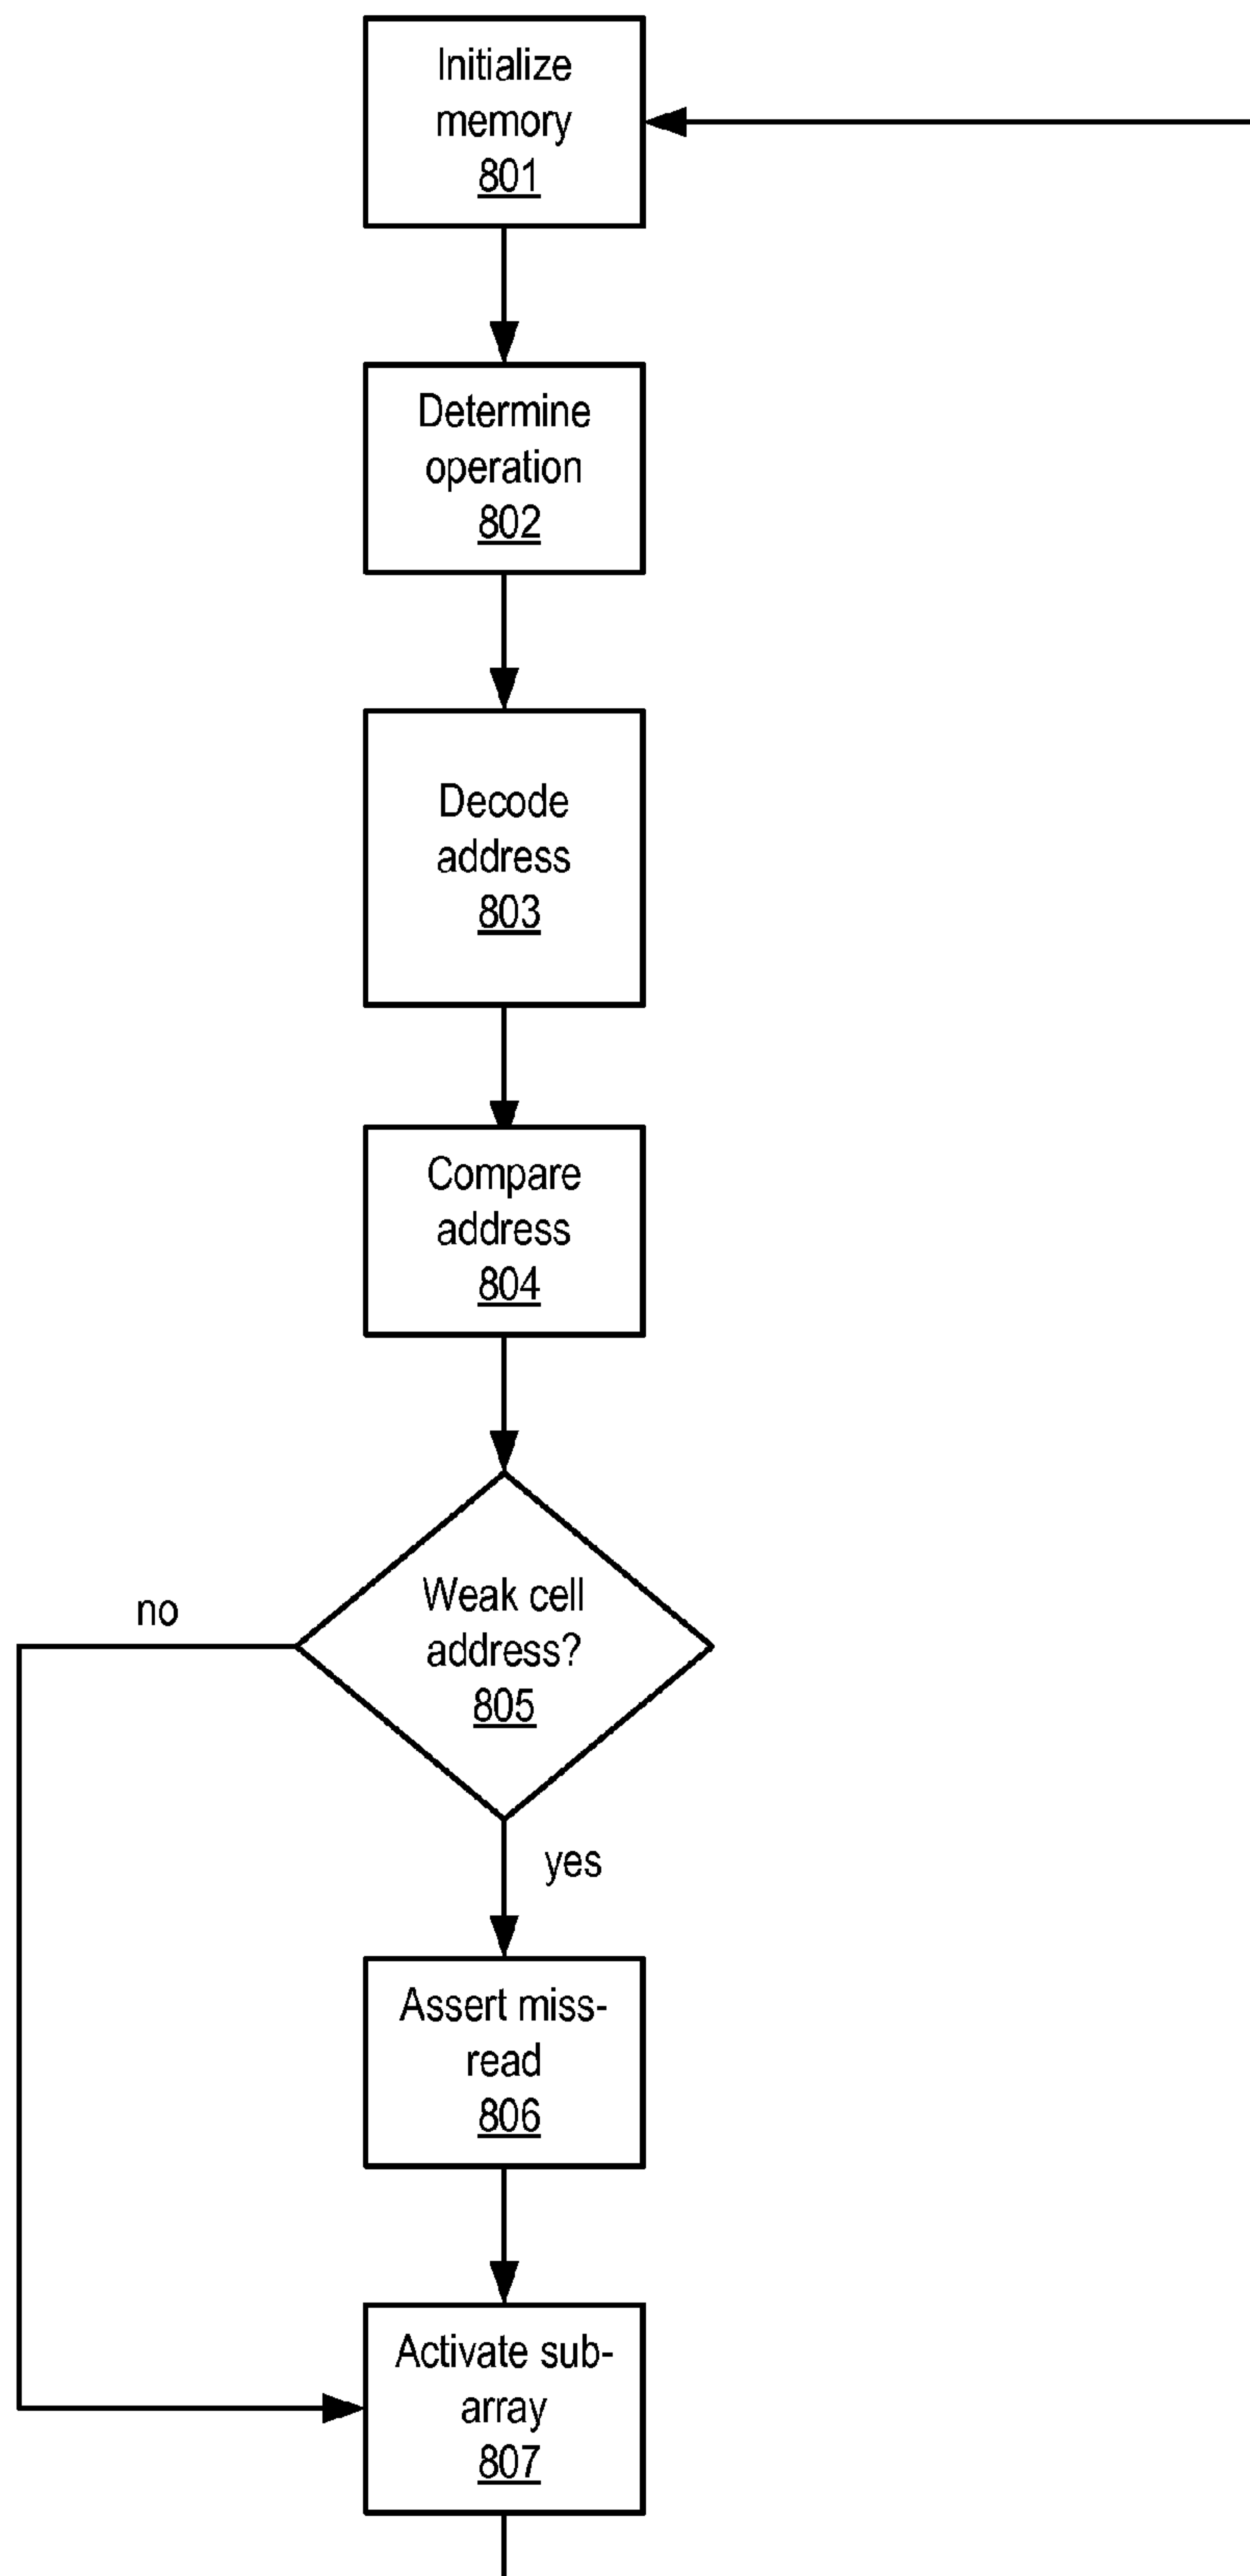 Initialize
memory
801
Determine
operation
802
Decode
address
803
Compare
address
804
Weak cell
address?
805
no
yes
Assert miss-
read
806
Activate sub-
array
807